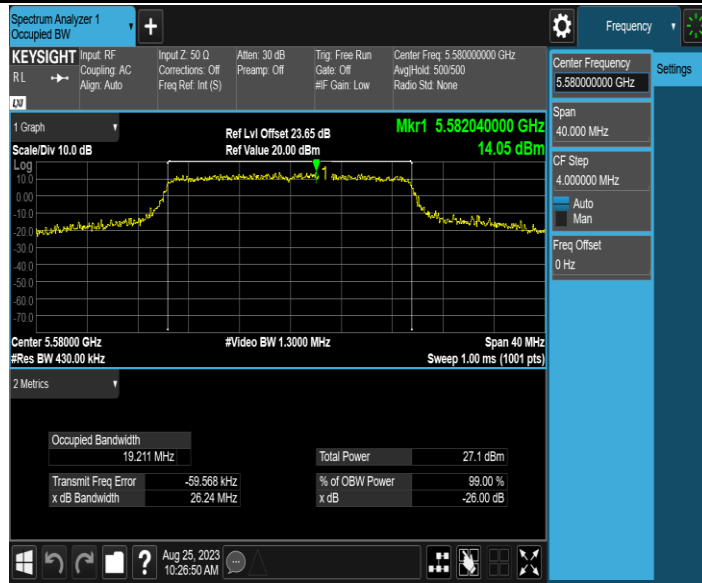 Spectrum Analyzer 1
Occupied BW
+
Frequency
KEYSIGHT
RL
LXI
Input: RF
Coupling: AC
Align: Auto
Input Z: 50 Ω
Corrections: Off
Freq Ref: Int (S)
Atten: 30 dB
Preamp: Off
Trig: Free Run
Gate: Off
#IF Gain: Low
Center Freq: 5.580000000 GHz
Avg|Hold: 500/500
Radio Std: None
Center Frequency
5.580000000 GHz
Settings
Span
40.000 MHz
CF Step
4.000000 MHz
Auto
Man
Freq Offset
0 Hz
1 Graph
Scale/Div 10.0 dB
Ref Lvl Offset 23.65 dB
Ref Value 20.00 dBm
Mkr1 5.582040000 GHz
14.05 dBm
Log
10.0
0.00
-10.0
-20.0
-30.0
-40.0
-50.0
-60.0
-70.0
1
Center 5.58000 GHz
#Video BW 1.3000 MHz
Span 40 MHz
#Res BW 430.00 kHz
Sweep 1.00 ms (1001 pts)
2 Metrics
Occupied Bandwidth
19.211 MHz
Total Power 27.1 dBm
Transmit Freq Error -59.568 kHz
% of OBW Power 99.00 %
x dB Bandwidth 26.24 MHz
x dB -26.00 dB
?
Aug 25, 2023
10:26:50 AM